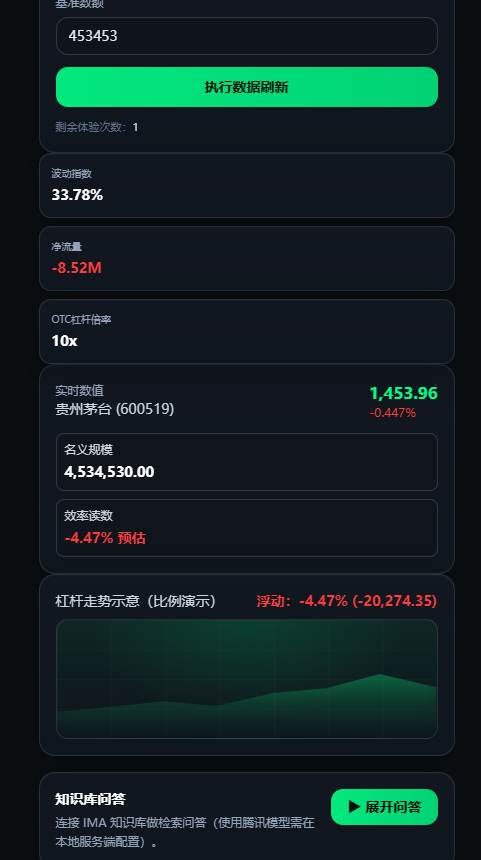 基准数额
453453
执行数据刷新
剩余体验次数：1
波动指数
33.78%
净流量
-8.52M
OTC杠杆倍率
10x
实时数值
1,453.96
贵州茅台 (600519)
-0.447%
名义规模
4,534,530.00
效率读数
-4.47% 预估
杠杆走势示意（比例演示）
浮动：-4.47% (-20,274.35)
知识库问答
▶ 展开问答
连接 IMA 知识库做检索问答（使用腾讯模型需在
本地服务端配置）。